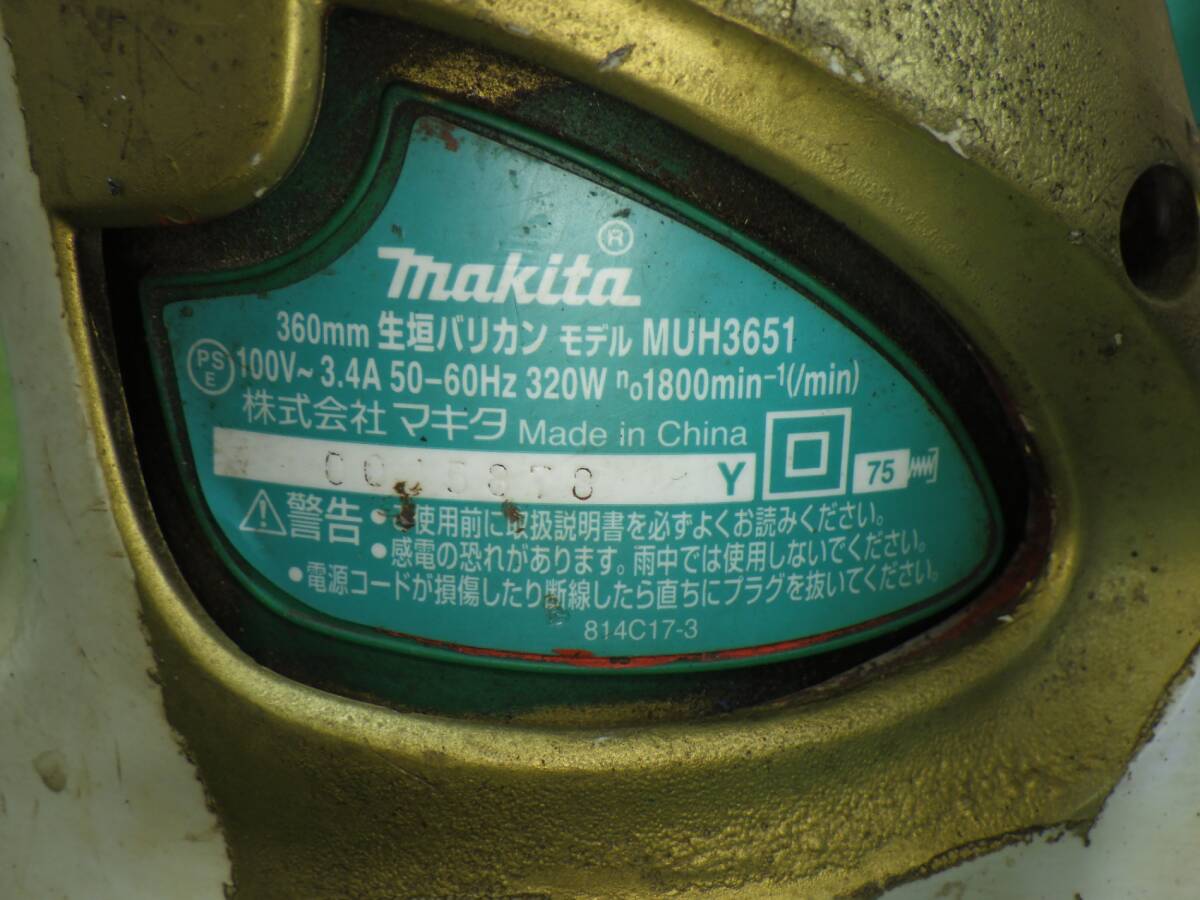 makita®
360mm 生垣バリカン モデル MUH3651
PS E 100V~ 3.4A 50-60Hz 320W n₀1800min⁻¹(/min)
株式会社 マキタ Made in China
Y 75
警告 ●使用前に取扱説明書を必ずよくお読みください。
●感電の恐れがあります。雨中では使用しないでください。
●電源コードが損傷したり断線したら直ちにプラグを抜いてください。
814C17-3